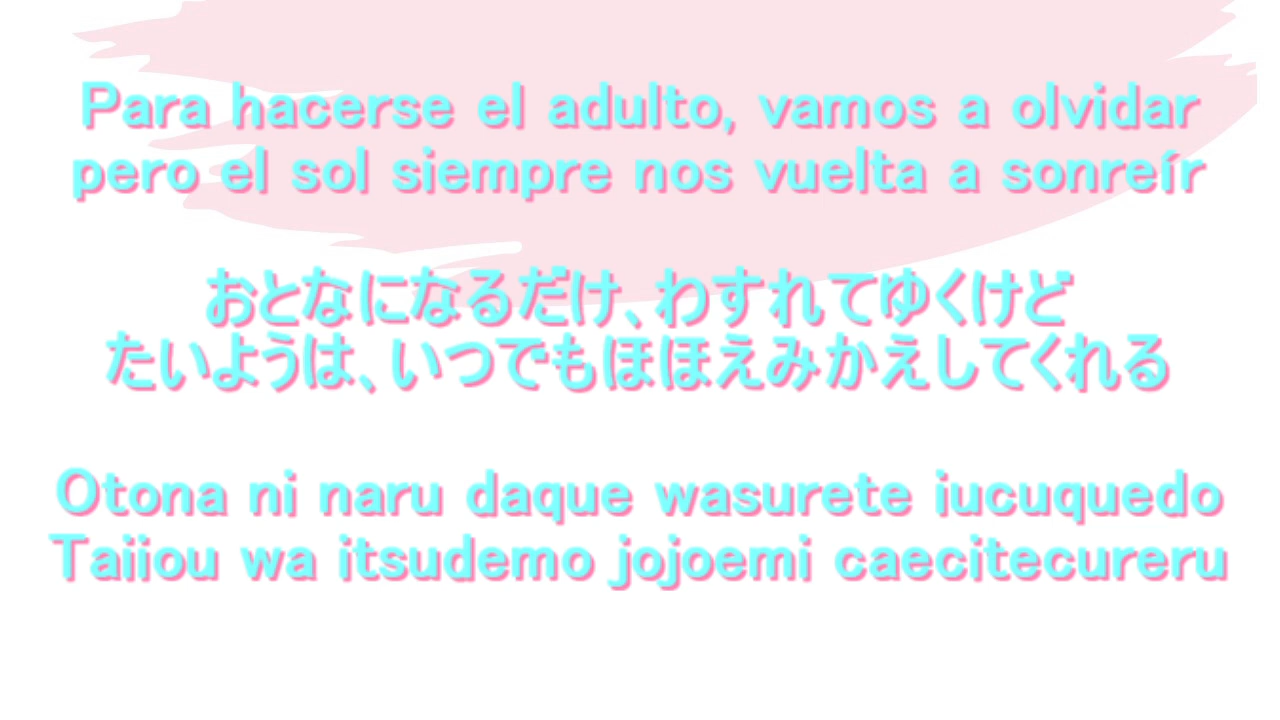 Para hacerse el adulto, vamos a olvidar
pero el sol siempre nos vuelta a sonreír
おとなになるだけ、わすれてゆくけど
たいようは、いつでもほほえみかえしてくれる
Otona ni naru daque wasurete iucuquedo
Taiiou wa itsudemo jojoemi caecitecureru